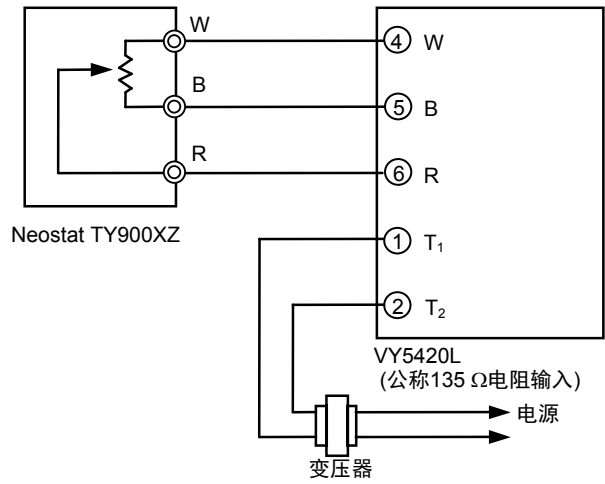 W
④ W
B
⑤ B
R
⑥ R
Neostat TY900XZ
① T₁
② T₂
VY5420L
(公称135 Ω电阻输入)
电源
变压器